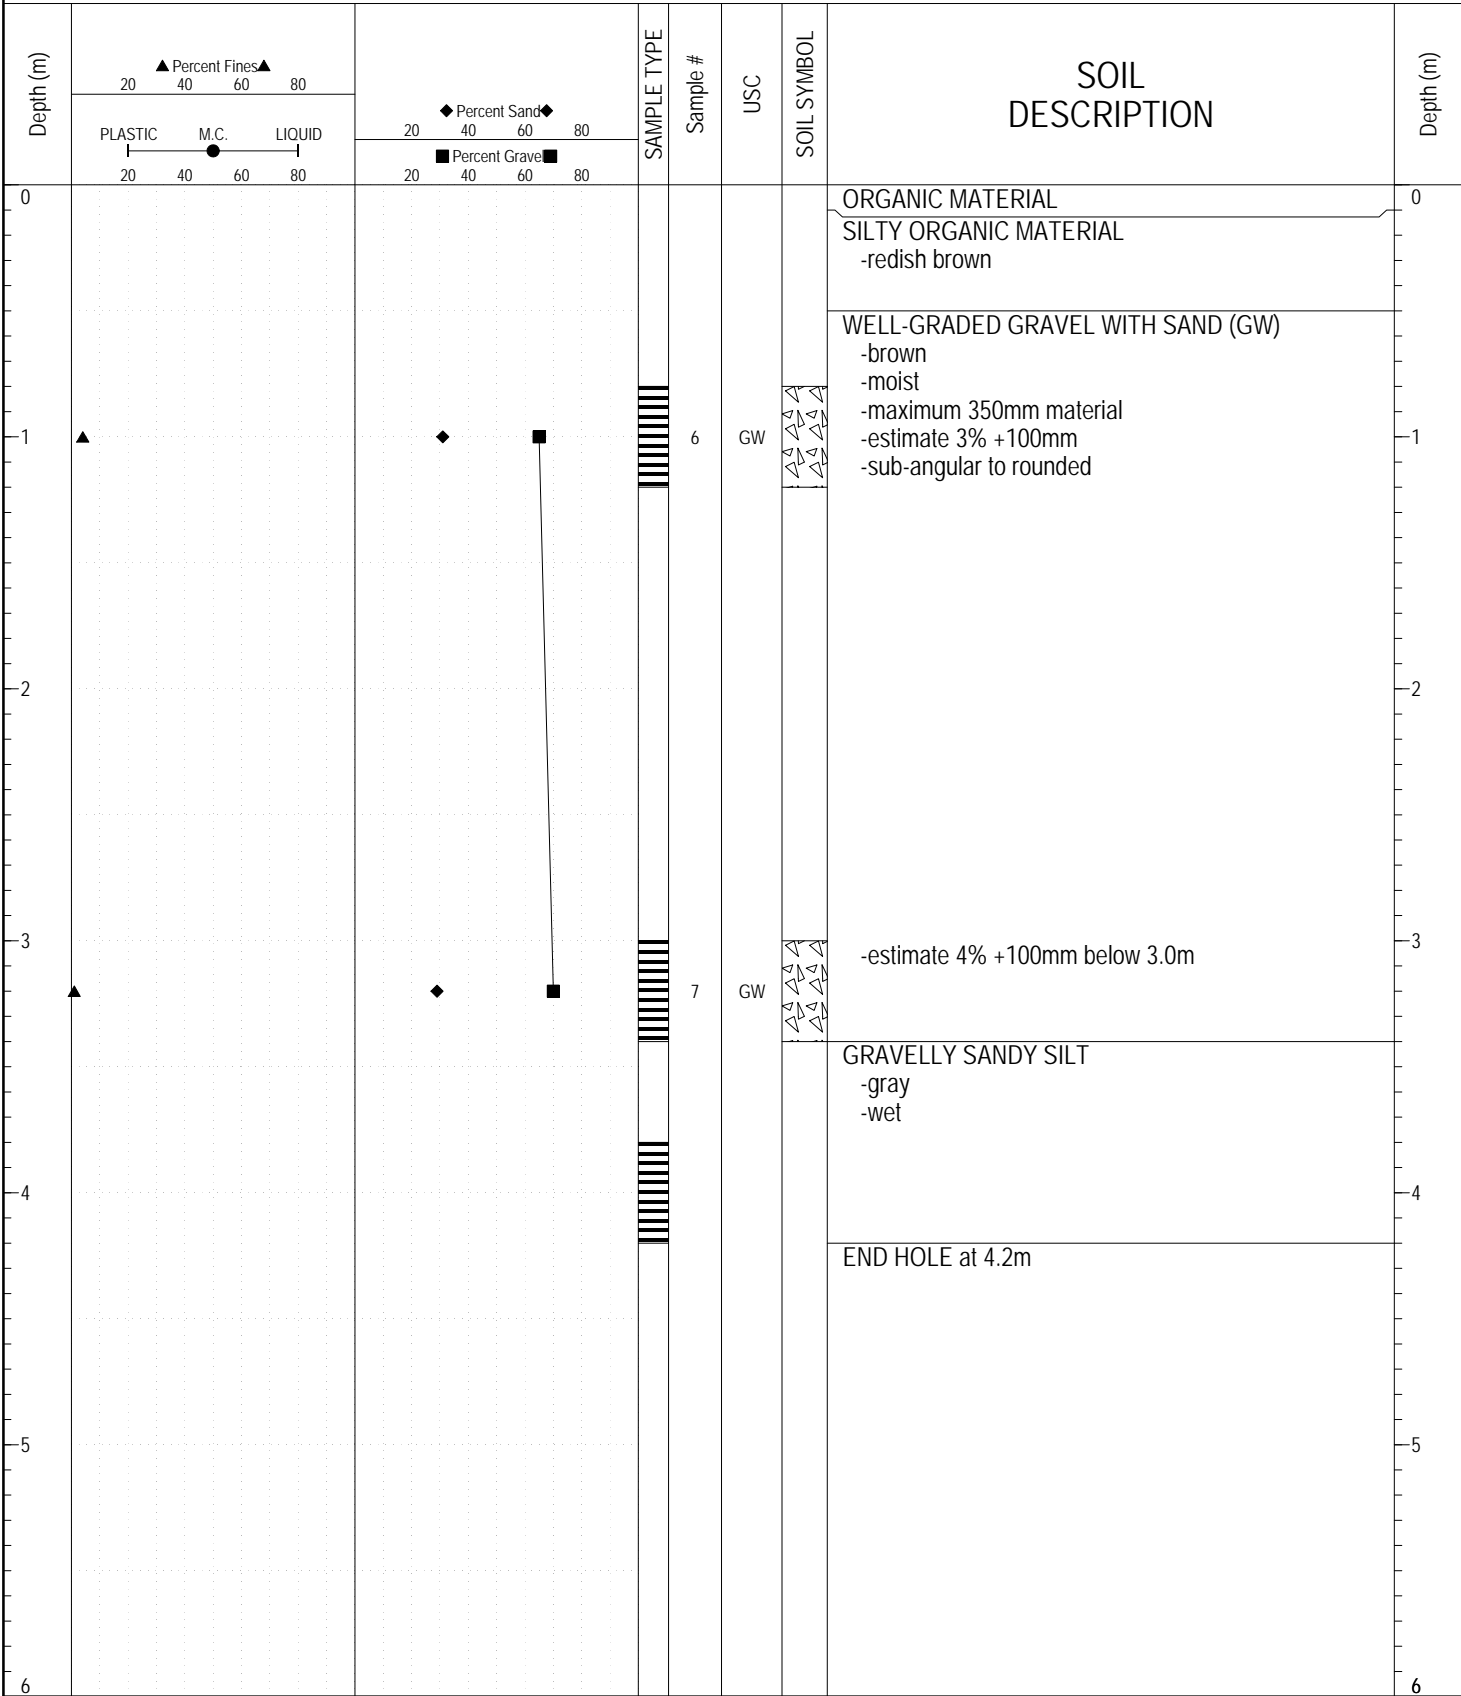 Depth (m)
▲ Percent Fines ▲
20 40 60 80
PLASTIC M.C. LIQUID
20 40 60 80
◆ Percent Sand ◆
20 40 60 80
■ Percent Gravel ■
20 40 60 80
SAMPLE TYPE
Sample #
USC
SOIL SYMBOL
SOIL
DESCRIPTION
Depth (m)
0 ORGANIC MATERIAL 0
SILTY ORGANIC MATERIAL
-redish brown
WELL-GRADED GRAVEL WITH SAND (GW)
-brown
-moist
-maximum 350mm material
1 6 GW -estimate 3% +100mm 1
-sub-angular to rounded
2 2
3 3
-estimate 4% +100mm below 3.0m
7 GW
GRAVELLY SANDY SILT
-gray
-wet
4 4
END HOLE at 4.2m
5 5
6 6